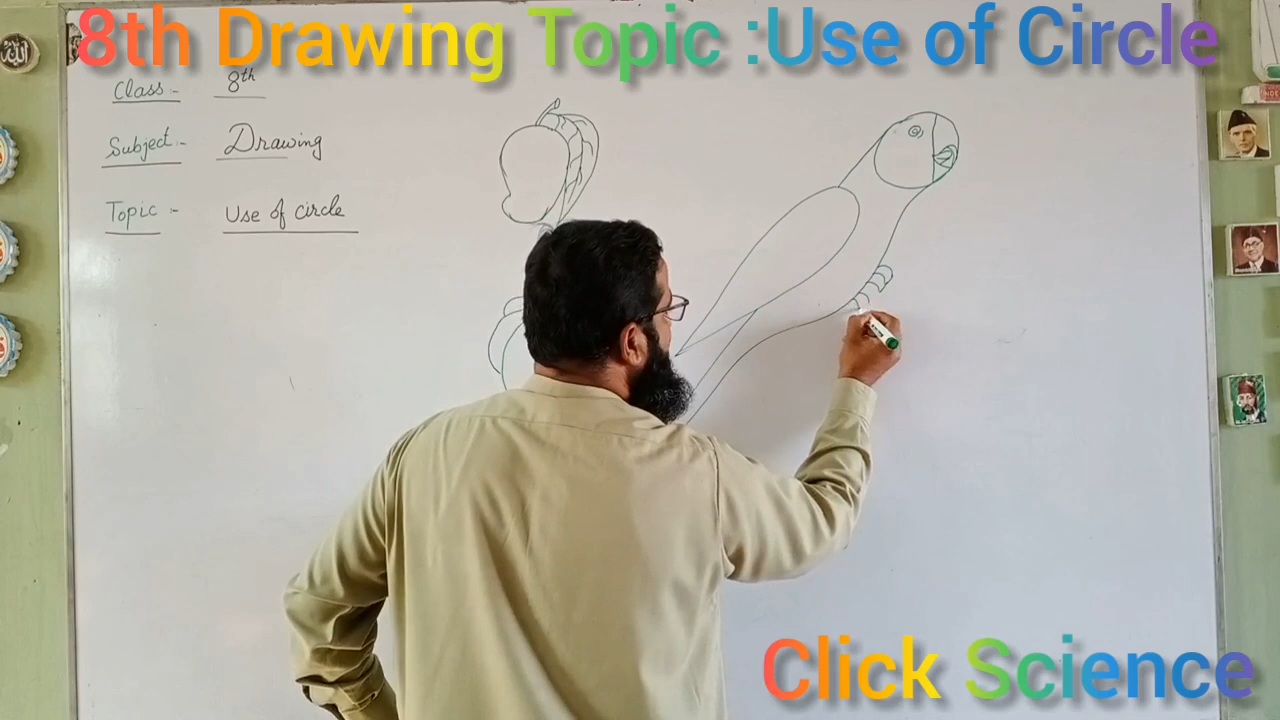 8th Drawing Topic :Use of Circle
Class :- 8th
Subject :- Drawing
Topic :- Use of circle
Click Science